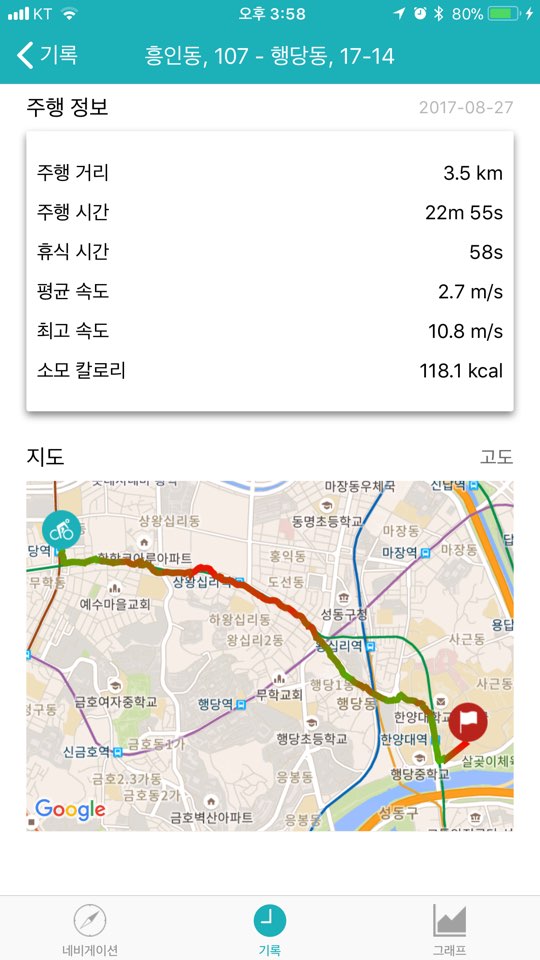 KT 오후 3:58 80%
기록 흥인동, 107 - 행당동, 17-14
주행 정보 2017-08-27
주행 거리 3.5 km
주행 시간 22m 55s
휴식 시간 58s
평균 속도 2.7 m/s
최고 속도 10.8 m/s
소모 칼로리 118.1 kcal
지도 고도
마장동우체국
신답역
상왕십리동
동명초등학교
마장동
당역
황학아루아파트
홍익동
마장역
마장동
무학동
상왕십리역
도선동
예수마을교회
성동구청
용답
하왕십리동
왕십리2동
왕십리역
사근동
무학교회
행당1동
사근동
금호여자중학교
행당역
행당동
한양대학교
청구동
행당초등학교
한양대역
신금호역
금호동1가
살곶이체육
금호2.3가동
응봉동
행당중학교
금호동2가
Google
금호벽산아파트
응봉동
성동구
네비게이션 기록 그래프